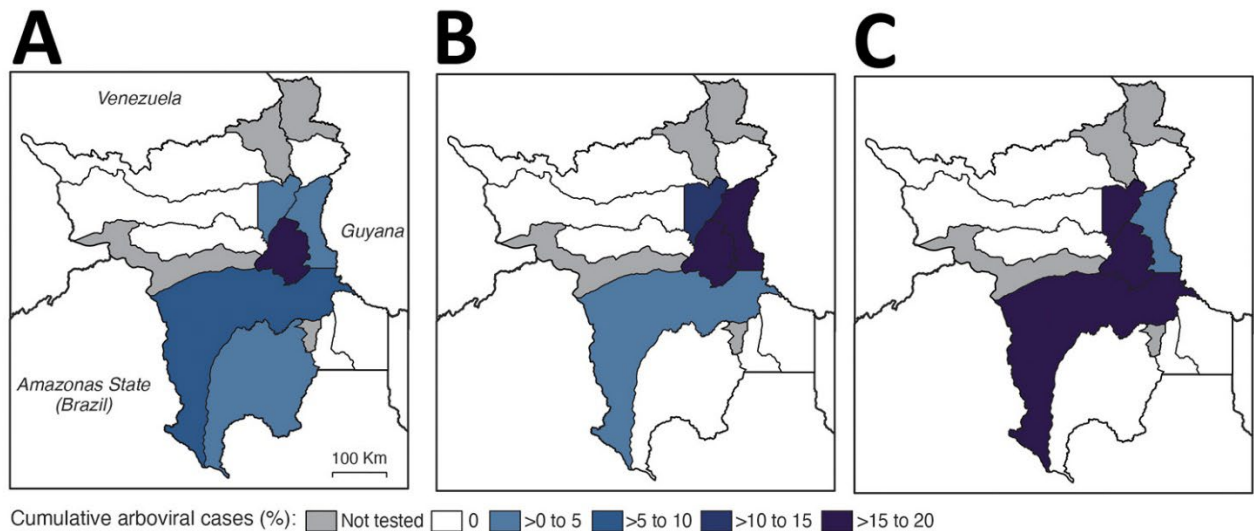 A
B
C
Venezuela
Guyana
Amazonas State
(Brazil)
100 Km
Cumulative arboviral cases (%): Not tested 0 >0 to 5 >5 to 10 >10 to 15 >15 to 20